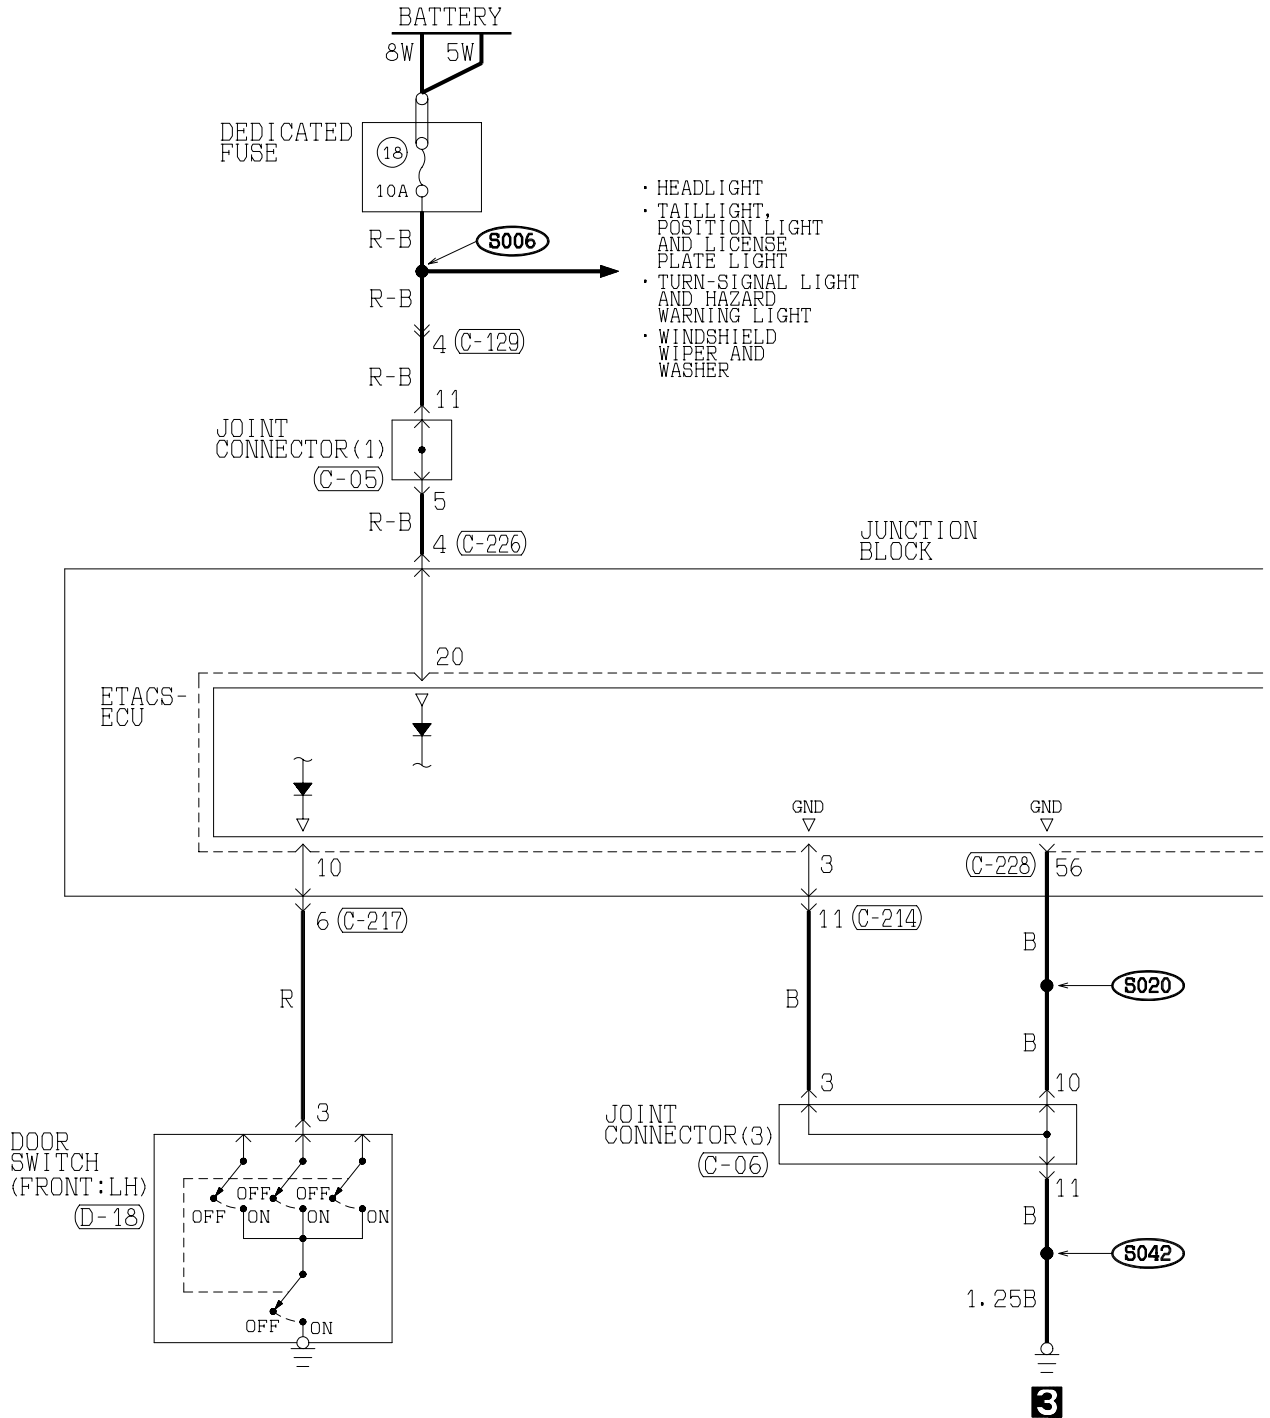 BATTERY
8W
5W
DEDICATED
FUSE
18
10A
R-B
S006
· HEADLIGHT
· TAILLIGHT,
POSITION LIGHT
AND LICENSE
PLATE LIGHT
· TURN-SIGNAL LIGHT
AND HAZARD
WARNING LIGHT
· WINDSHIELD
WIPER AND
WASHER
R-B
4 (C-129)
R-B
11
JOINT
CONNECTOR(1)
(C-05)
5
R-B
4 (C-226)
JUNCTION
BLOCK
20
ETACS-
ECU
GND
GND
10
3
(C-228)
56
6 (C-217)
11 (C-214)
B
R
B
S020
B
3
3
10
JOINT
CONNECTOR(3)
(C-06)
DOOR
SWITCH
(FRONT:LH)
(D-18)
OFF
OFF
OFF
ON
ON
ON
11
B
S042
1.25B
OFF
ON
3